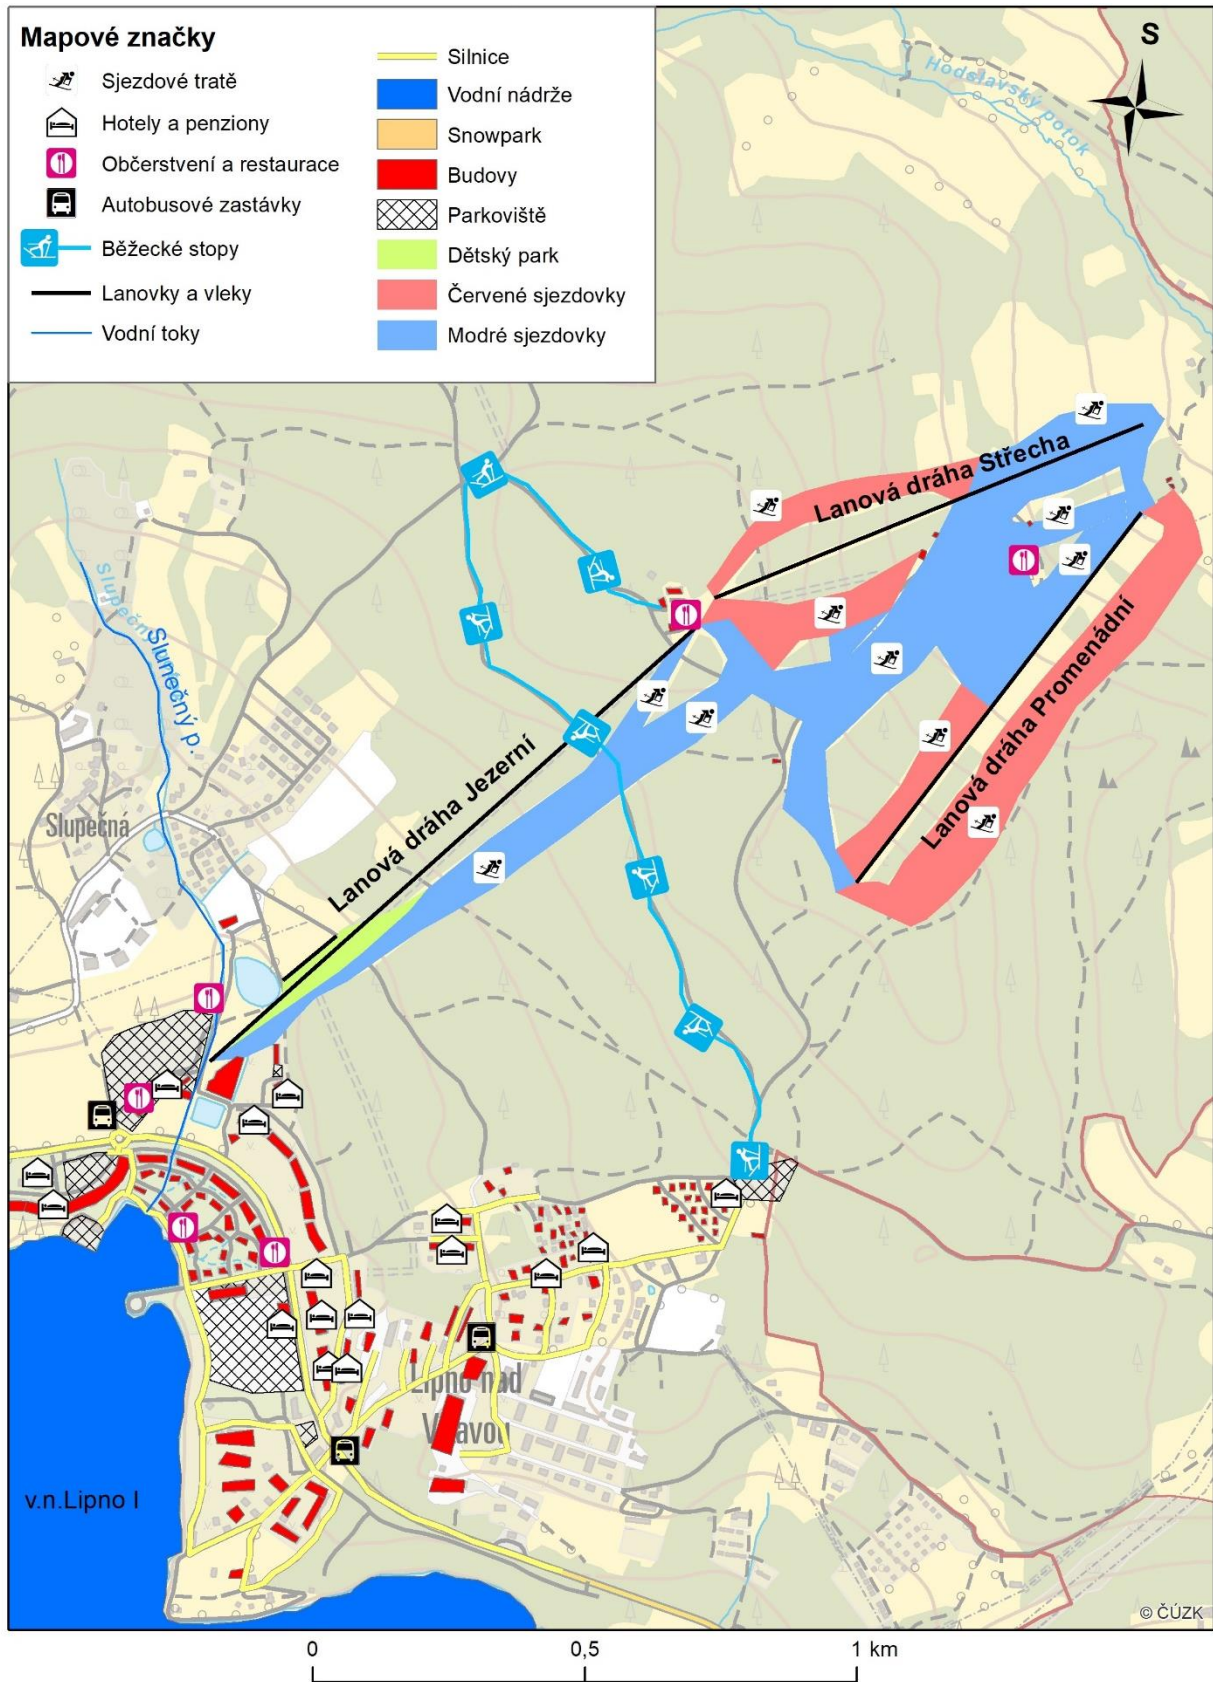 Mapové značky
Sjezdové tratě
Hotely a penziony
Občerstvení a restaurace
Autobusové zastávky
Běžecké stopy
Lanovky a vleky
Vodní toky
Silnice
Vodní nádrže
Snowpark
Budovy
Parkoviště
Dětský park
Červené sjezdovky
Modré sjezdovky
S
Hodslavský potok
Lanová dráha Střecha
Lanová dráha Promenádní
Lanová dráha Jezerní
Slupečný
Slunečný p.
Slupečná
Lipno nad
Vltavou
v.n.Lipno I
© ČÚZK
0 0,5 1 km